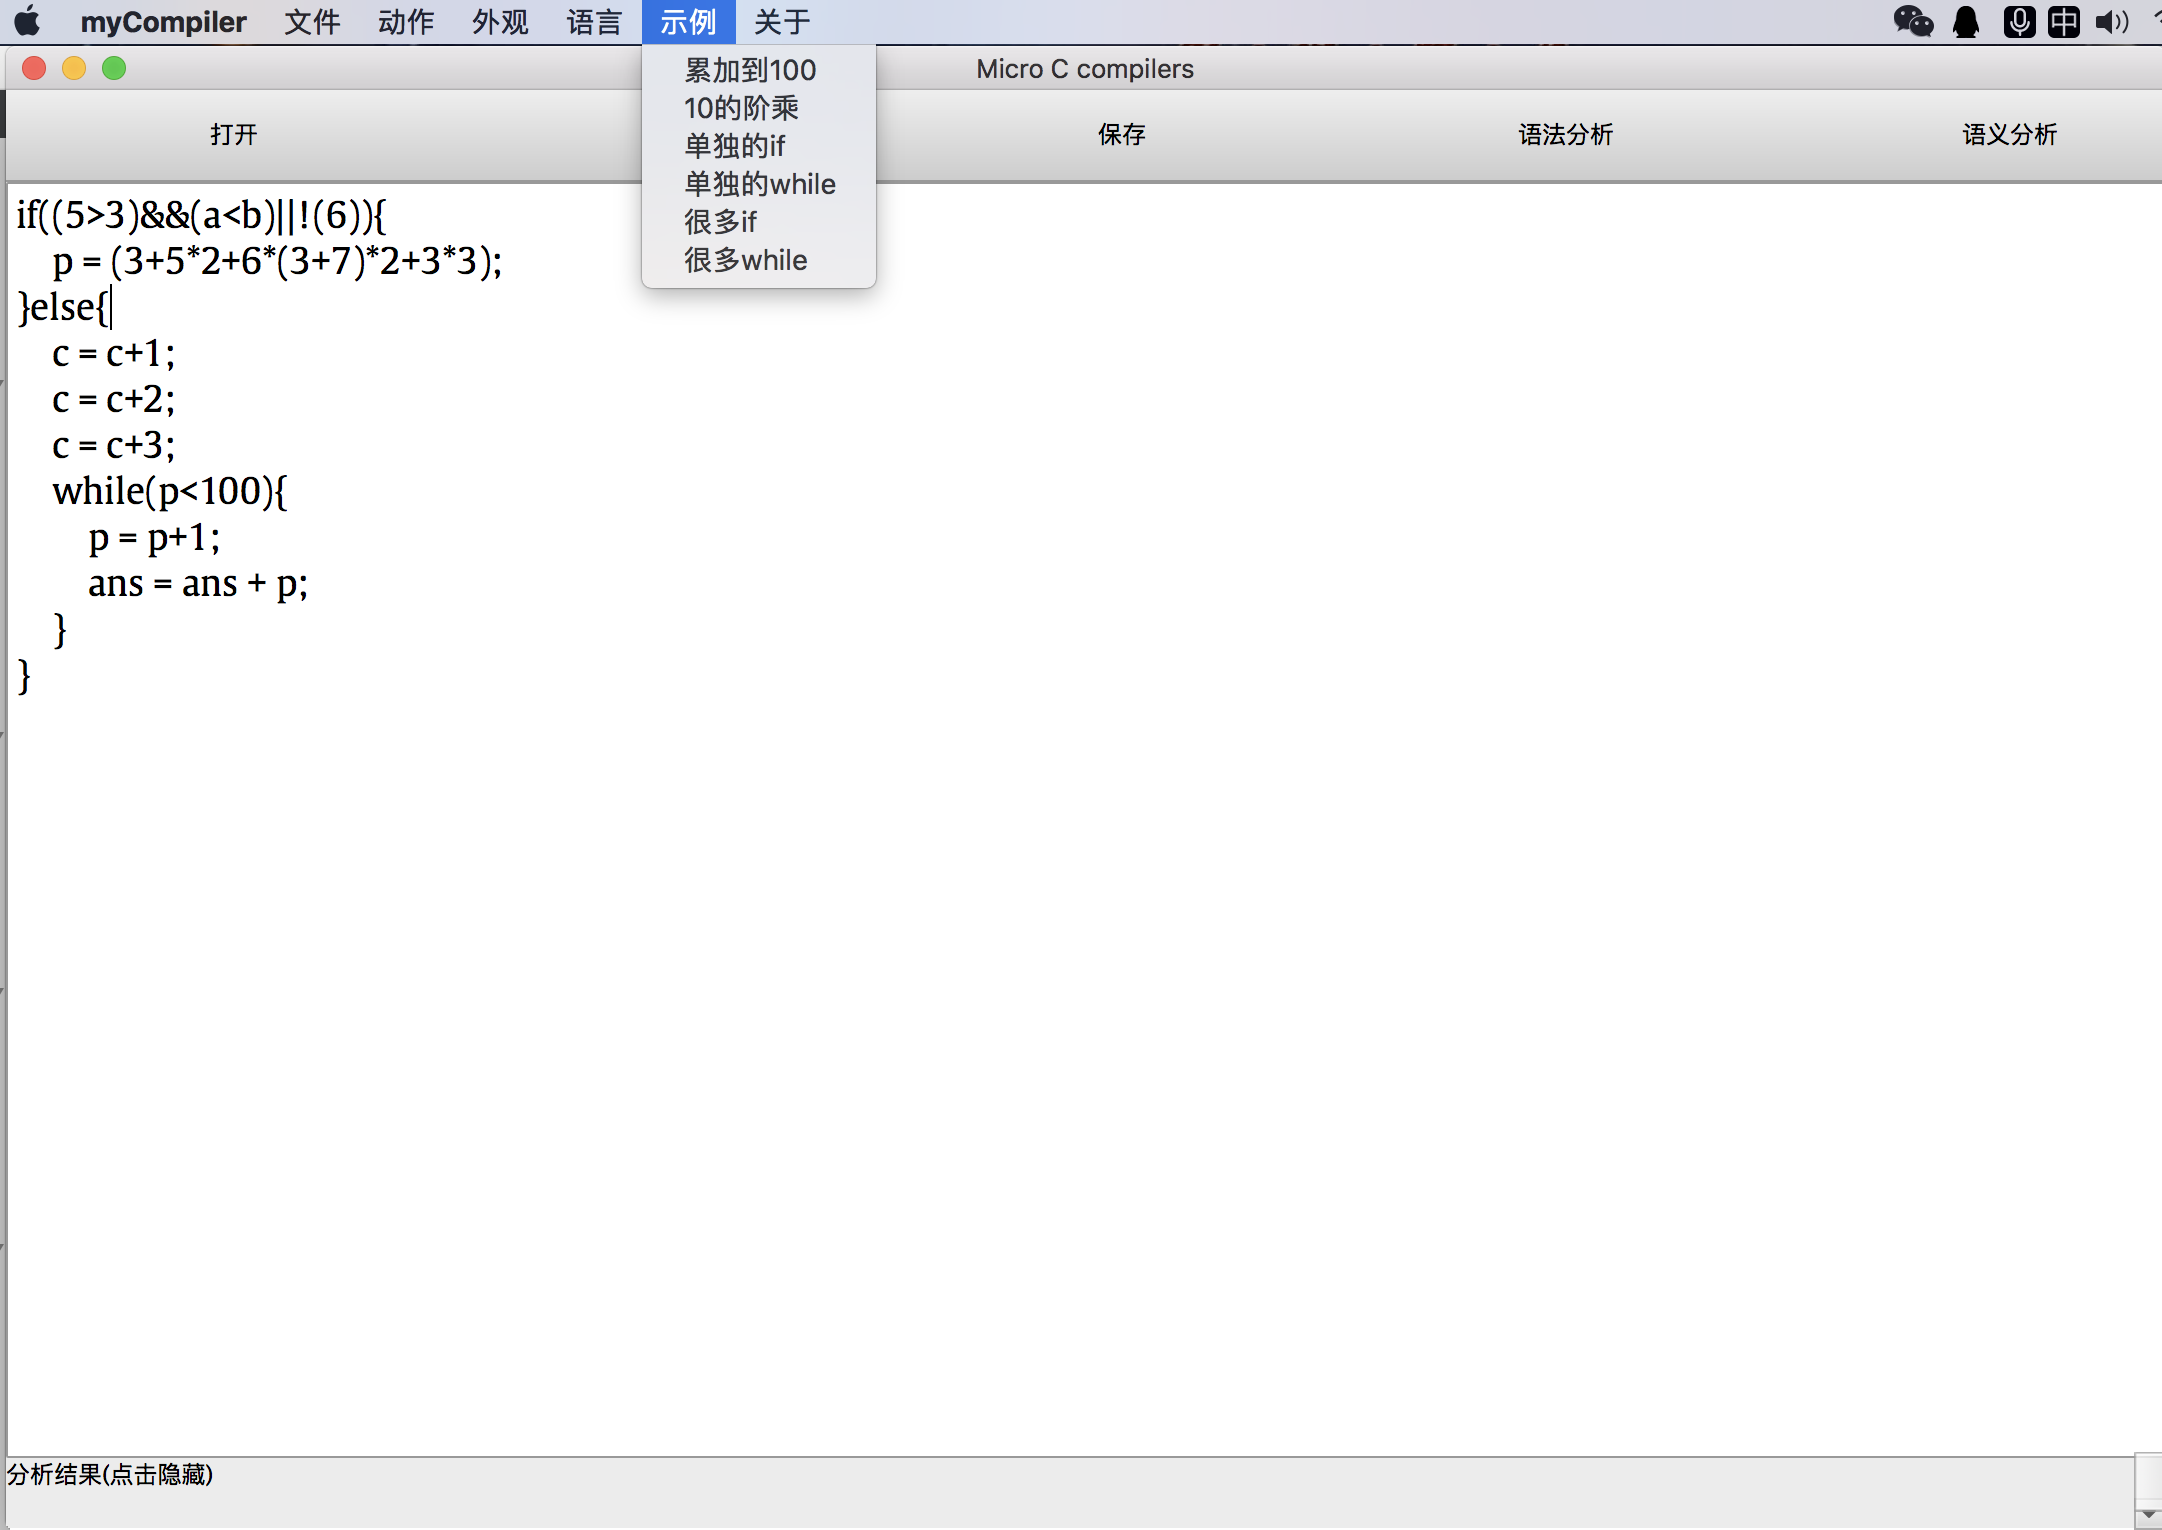 myCompiler 文件 动作 外观 语言 示例 关于 中
Micro C compilers
累加到100
10的阶乘
单独的if
单独的while
很多if
很多while
打开 保存 语法分析 语义分析
if((5>3)&&(a<b)||!(6)){
    p = (3+5*2+6*(3+7)*2+3*3);
}else{
    c = c+1;
    c = c+2;
    c = c+3;
    while(p<100){
        p = p+1;
        ans = ans + p;
    }
}
分析结果(点击隐藏)